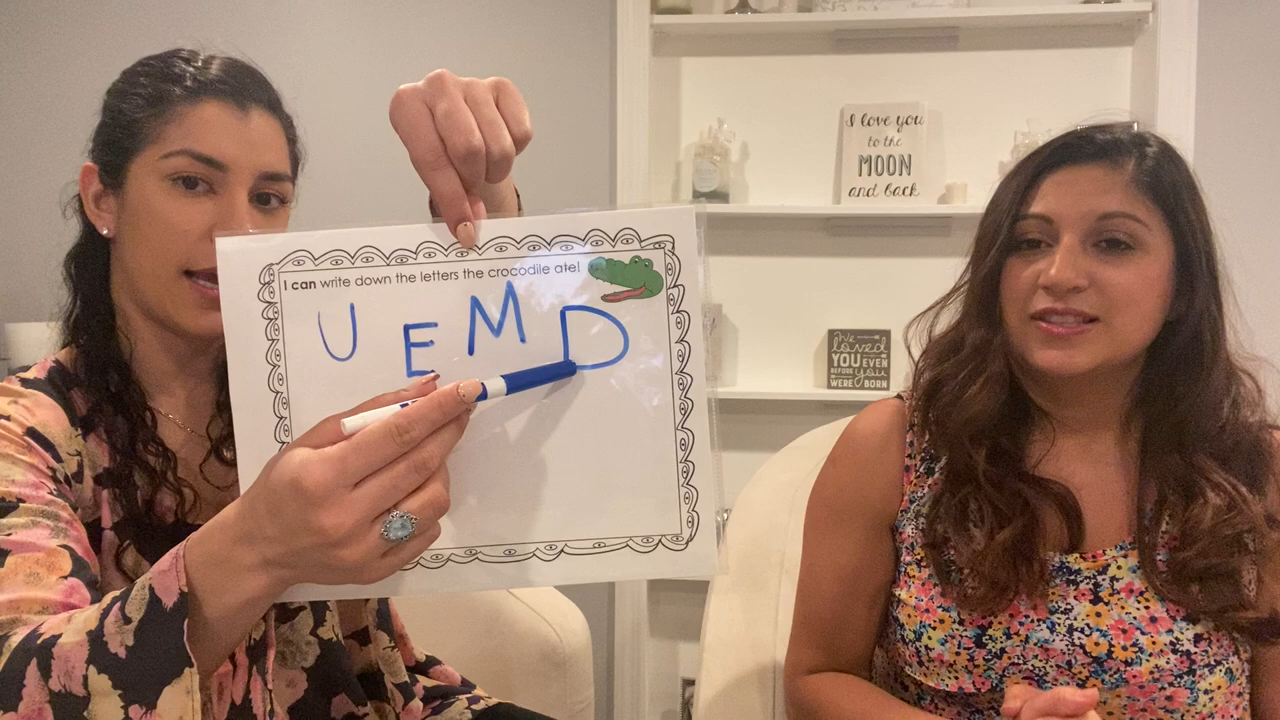 I can write down the letters the crocodile ate!
U E M D
I love you
to the
MOON
and back
We
loved
YOU EVEN
BEFORE you
WERE BORN